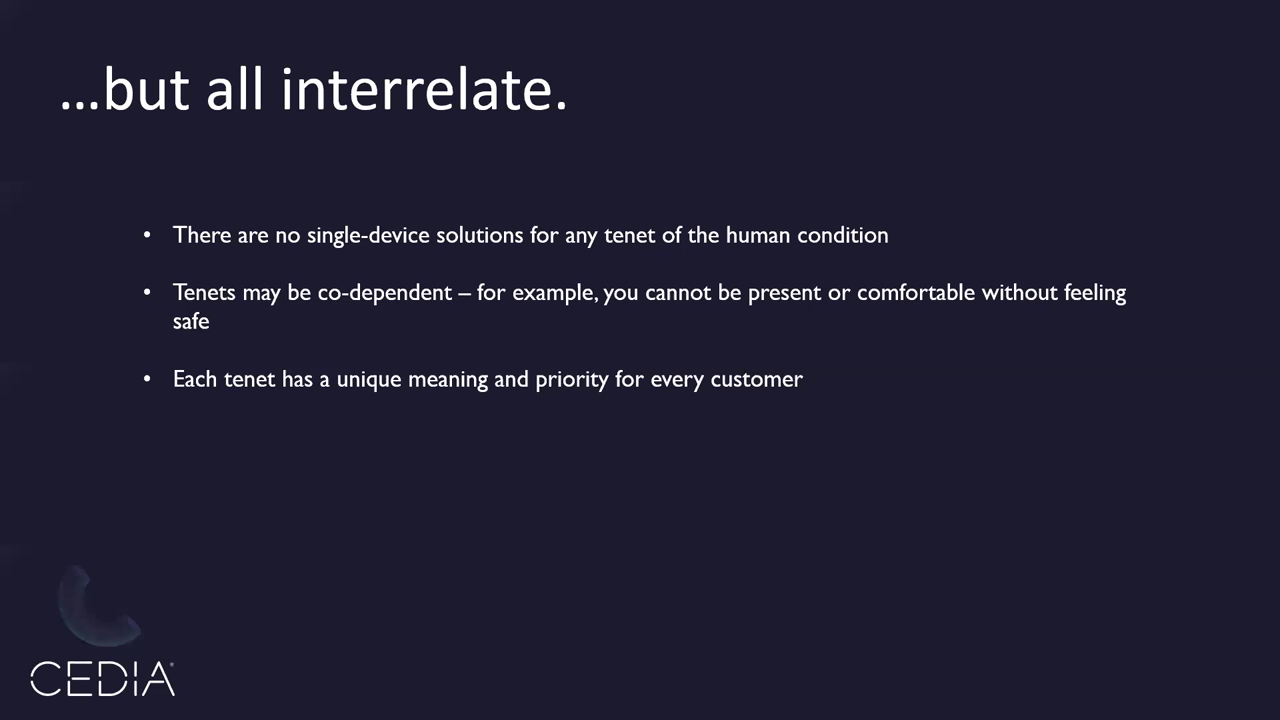 ...but all interrelate.
• There are no single-device solutions for any tenet of the human condition
• Tenets may be co-dependent – for example, you cannot be present or comfortable without feeling
safe
• Each tenet has a unique meaning and priority for every customer
CEDIA